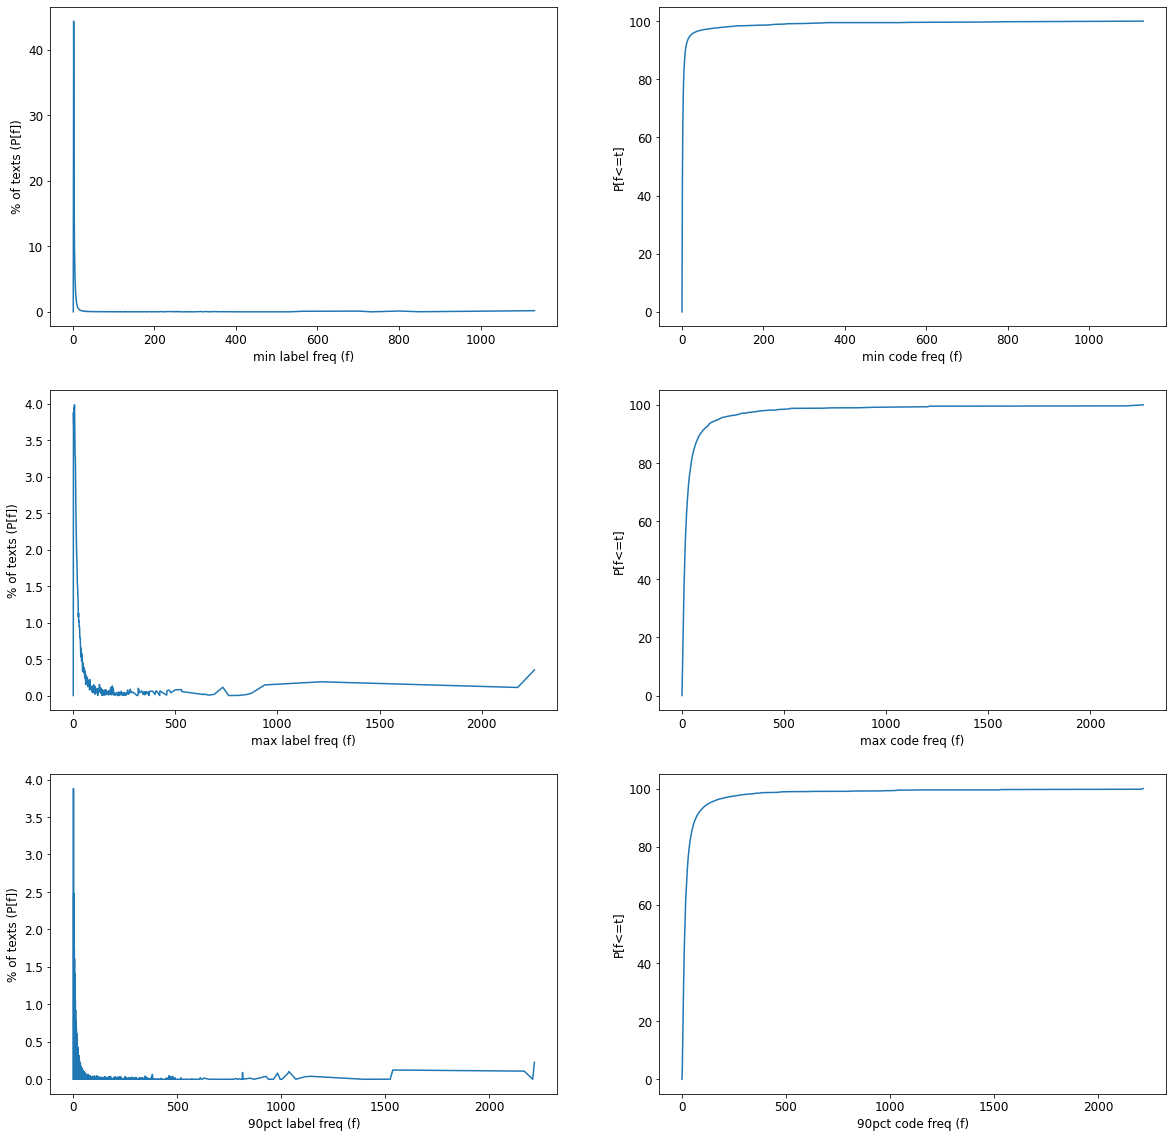 40
30
20
10
0
% of texts (P[f])
0 200 400 600 800 1000
min label freq (f)
100
80
60
40
20
0
P[f<=t]
0 200 400 600 800 1000
min code freq (f)
4.0
3.5
3.0
2.5
2.0
1.5
1.0
0.5
0.0
% of texts (P[f])
0 500 1000 1500 2000
max label freq (f)
100
80
60
40
20
0
P[f<=t]
0 500 1000 1500 2000
max code freq (f)
4.0
3.5
3.0
2.5
2.0
1.5
1.0
0.5
0.0
% of texts (P[f])
0 500 1000 1500 2000
90pct label freq (f)
100
80
60
40
20
0
P[f<=t]
0 500 1000 1500 2000
90pct code freq (f)